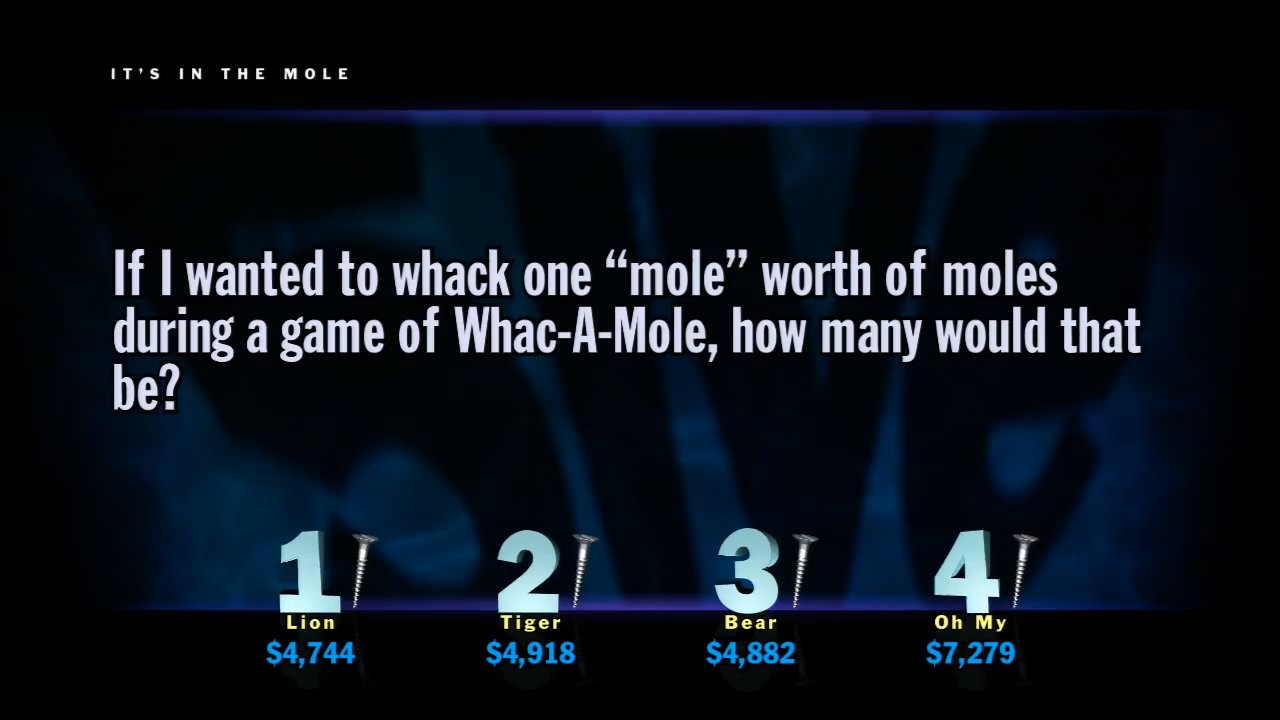 IT'S IN THE MOLE
If I wanted to whack one “mole” worth of moles
during a game of Whac-A-Mole, how many would that
be?
1 2 3 4
Lion Tiger Bear Oh My
$4,744 $4,918 $4,882 $7,279